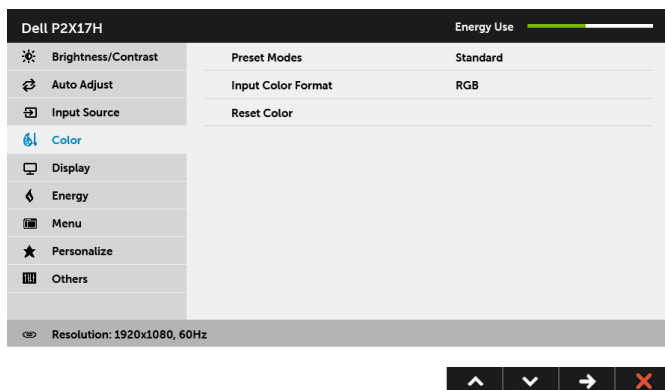 Dell P2X17H Energy Use
Brightness/Contrast Preset Modes Standard
Auto Adjust Input Color Format RGB
Input Source Reset Color
Color
Display
Energy
Menu
Personalize
Others
Resolution: 1920x1080, 60Hz